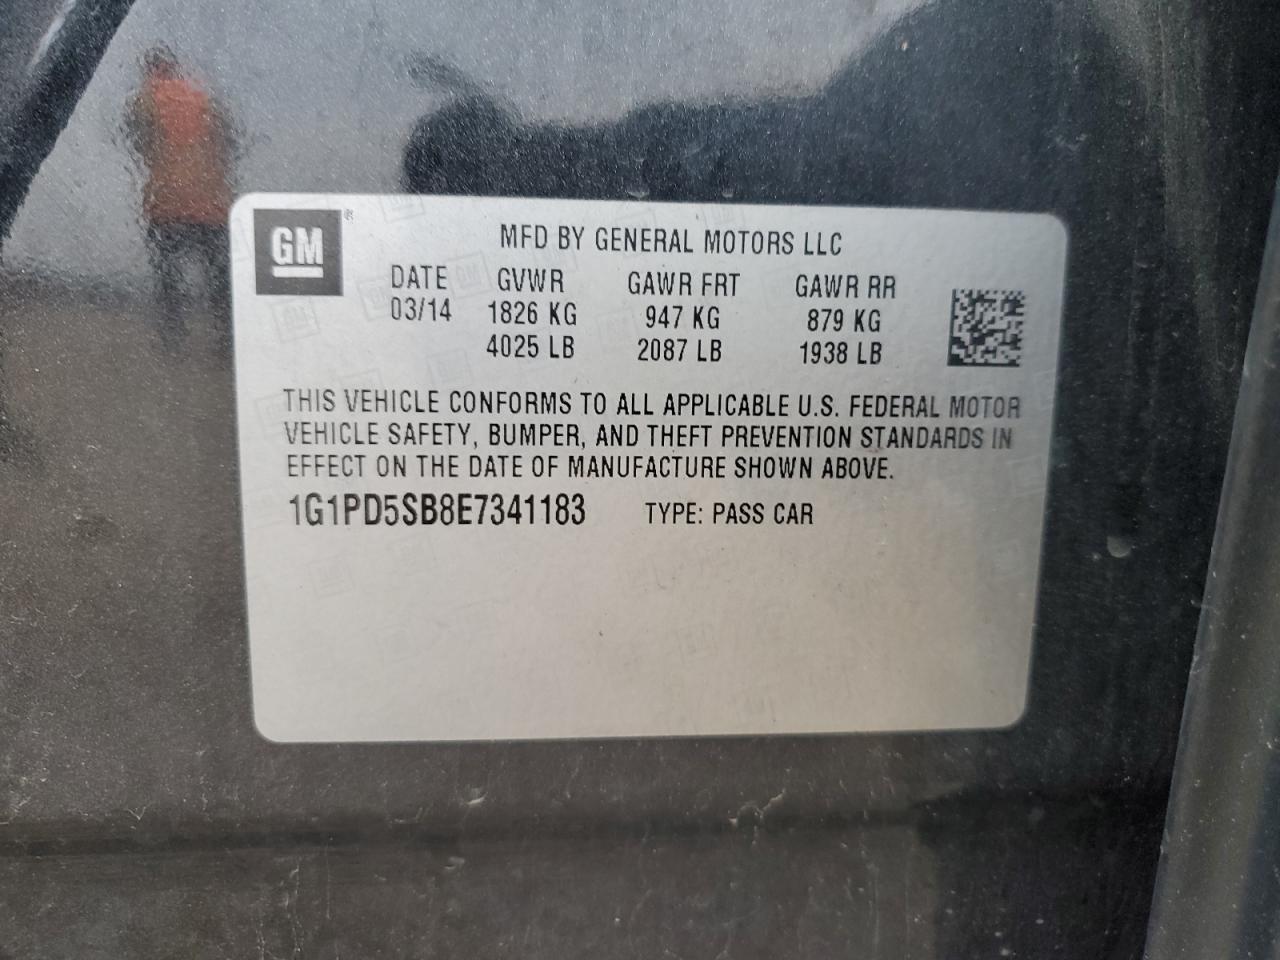 GM®
MFD BY GENERAL MOTORS LLC
DATE GVWR GAWR FRT GAWR RR
03/14 1826 KG 947 KG 879 KG
4025 LB 2087 LB 1938 LB
THIS VEHICLE CONFORMS TO ALL APPLICABLE U.S. FEDERAL MOTOR
VEHICLE SAFETY, BUMPER, AND THEFT PREVENTION STANDARDS IN
EFFECT ON THE DATE OF MANUFACTURE SHOWN ABOVE.
1G1PD5SB8E7341183 TYPE: PASS CAR